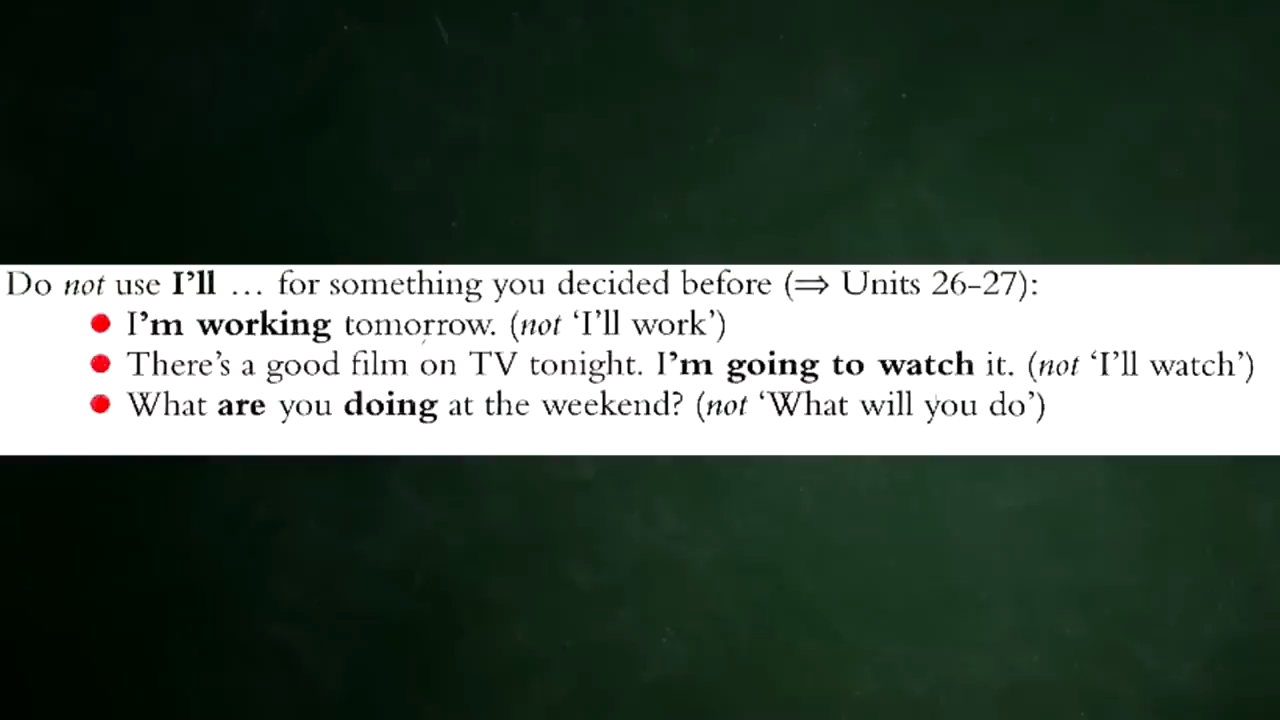 Do not use I'll … for something you decided before (⇒ Units 26–27):
● I'm working tomorrow. (not 'I'll work')
● There's a good film on TV tonight. I'm going to watch it. (not 'I'll watch')
● What are you doing at the weekend? (not 'What will you do')